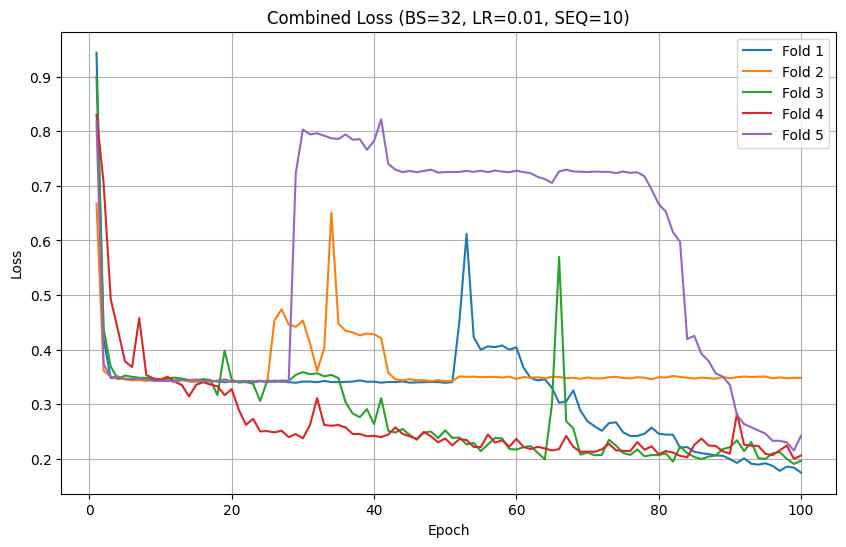 Combined Loss (BS=32, LR=0.01, SEQ=10)
Fold 1
Fold 2
Fold 3
Fold 4
Fold 5
0.9
0.8
0.7
0.6
0.5
0.4
0.3
0.2
Loss
0 20 40 60 80 100
Epoch